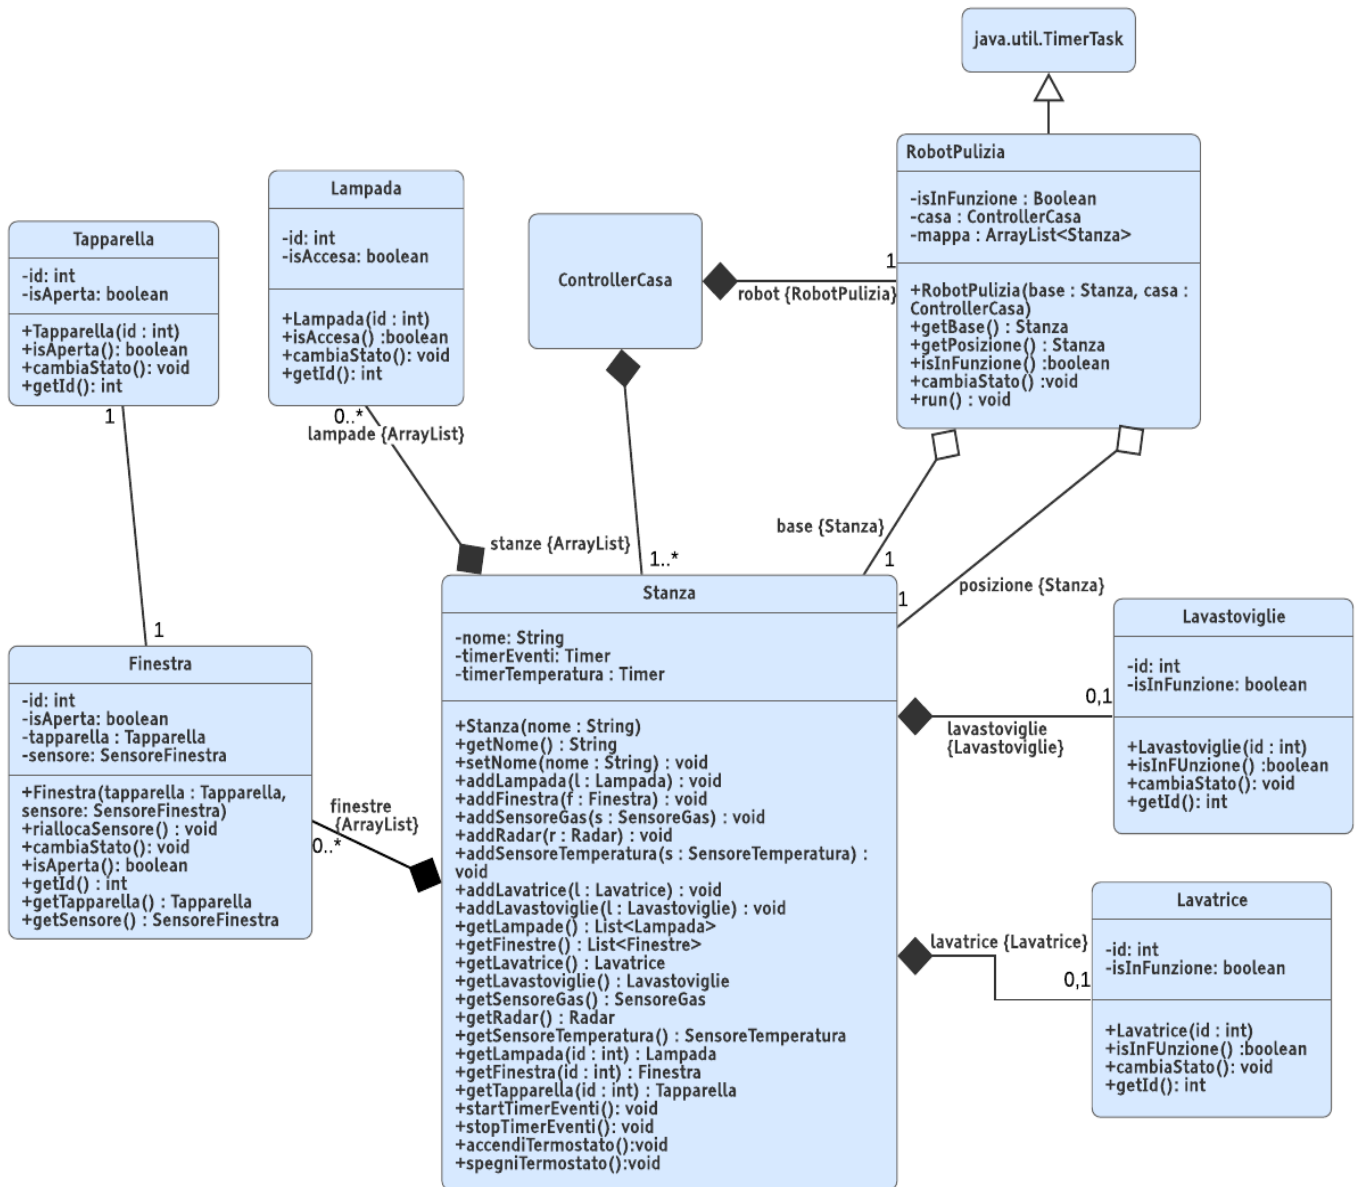 java.util.TimerTask
RobotPulizia
-isInFunzione : Boolean
-casa : ControllerCasa
-mappa : ArrayList<Stanza>
+RobotPulizia(base : Stanza, casa :
ControllerCasa)
+getBase() : Stanza
+getPosizione() : Stanza
+isInFunzione() :boolean
+cambiaStato() :void
+run() : void
Lampada
-id: int
-isAccesa: boolean
+Lampada(id : int)
+isAccesa() :boolean
+cambiaStato(): void
+getId(): int
Tapparella
-id: int
-isAperta: boolean
+Tapparella(id : int)
+isAperta(): boolean
+cambiaStato(): void
+getId(): int
ControllerCasa
1
robot {RobotPulizia}
1
0..*
lampade {ArrayList}
stanze {ArrayList}
1..*
base {Stanza}
1
1
posizione {Stanza}
1
Finestra
-id: int
-isAperta: boolean
-tapparella : Tapparella
-sensore: SensoreFinestra
+Finestra(tapparella : Tapparella,
sensore: SensoreFinestra)
+riallocaSensore() : void
+cambiaStato(): void
+isAperta(): boolean
+getId() : int
+getTapparella() : Tapparella
+getSensore() : SensoreFinestra
finestre
{ArrayList}
0..*
Stanza
-nome: String
-timerEventi: Timer
-timerTemperatura : Timer
+Stanza(nome : String)
+getNome() : String
+setNome(nome : String) : void
+addLampada(l : Lampada) : void
+addFinestra(f : Finestra) : void
+addSensoreGas(s : SensoreGas) : void
+addRadar(r : Radar) : void
+addSensoreTemperatura(s : SensoreTemperatura) :
void
+addLavatrice(l : Lavatrice) : void
+addLavastoviglie(l : Lavastoviglie) : void
+getLampade() : List<Lampada>
+getFinestre() : List<Finestre>
+getLavatrice() : Lavatrice
+getLavastoviglie() : Lavastoviglie
+getSensoreGas() : SensoreGas
+getRadar() : Radar
+getSensoreTemperatura() : SensoreTemperatura
+getLampada(id : int) : Lampada
+getFinestra(id : int) : Finestra
+getTapparella(id : int) : Tapparella
+startTimerEventi(): void
+stopTimerEventi(): void
+accendiTermostato():void
+spegniTermostato():void
Lavastoviglie
-id: int
-isInFunzione: boolean
+Lavastoviglie(id : int)
+isInFUnzione() :boolean
+cambiaStato(): void
+getId(): int
0,1
lavastoviglie
{Lavastoviglie}
lavatrice {Lavatrice}
0,1
Lavatrice
-id: int
-isInFunzione: boolean
+Lavatrice(id : int)
+isInFUnzione() :boolean
+cambiaStato(): void
+getId(): int